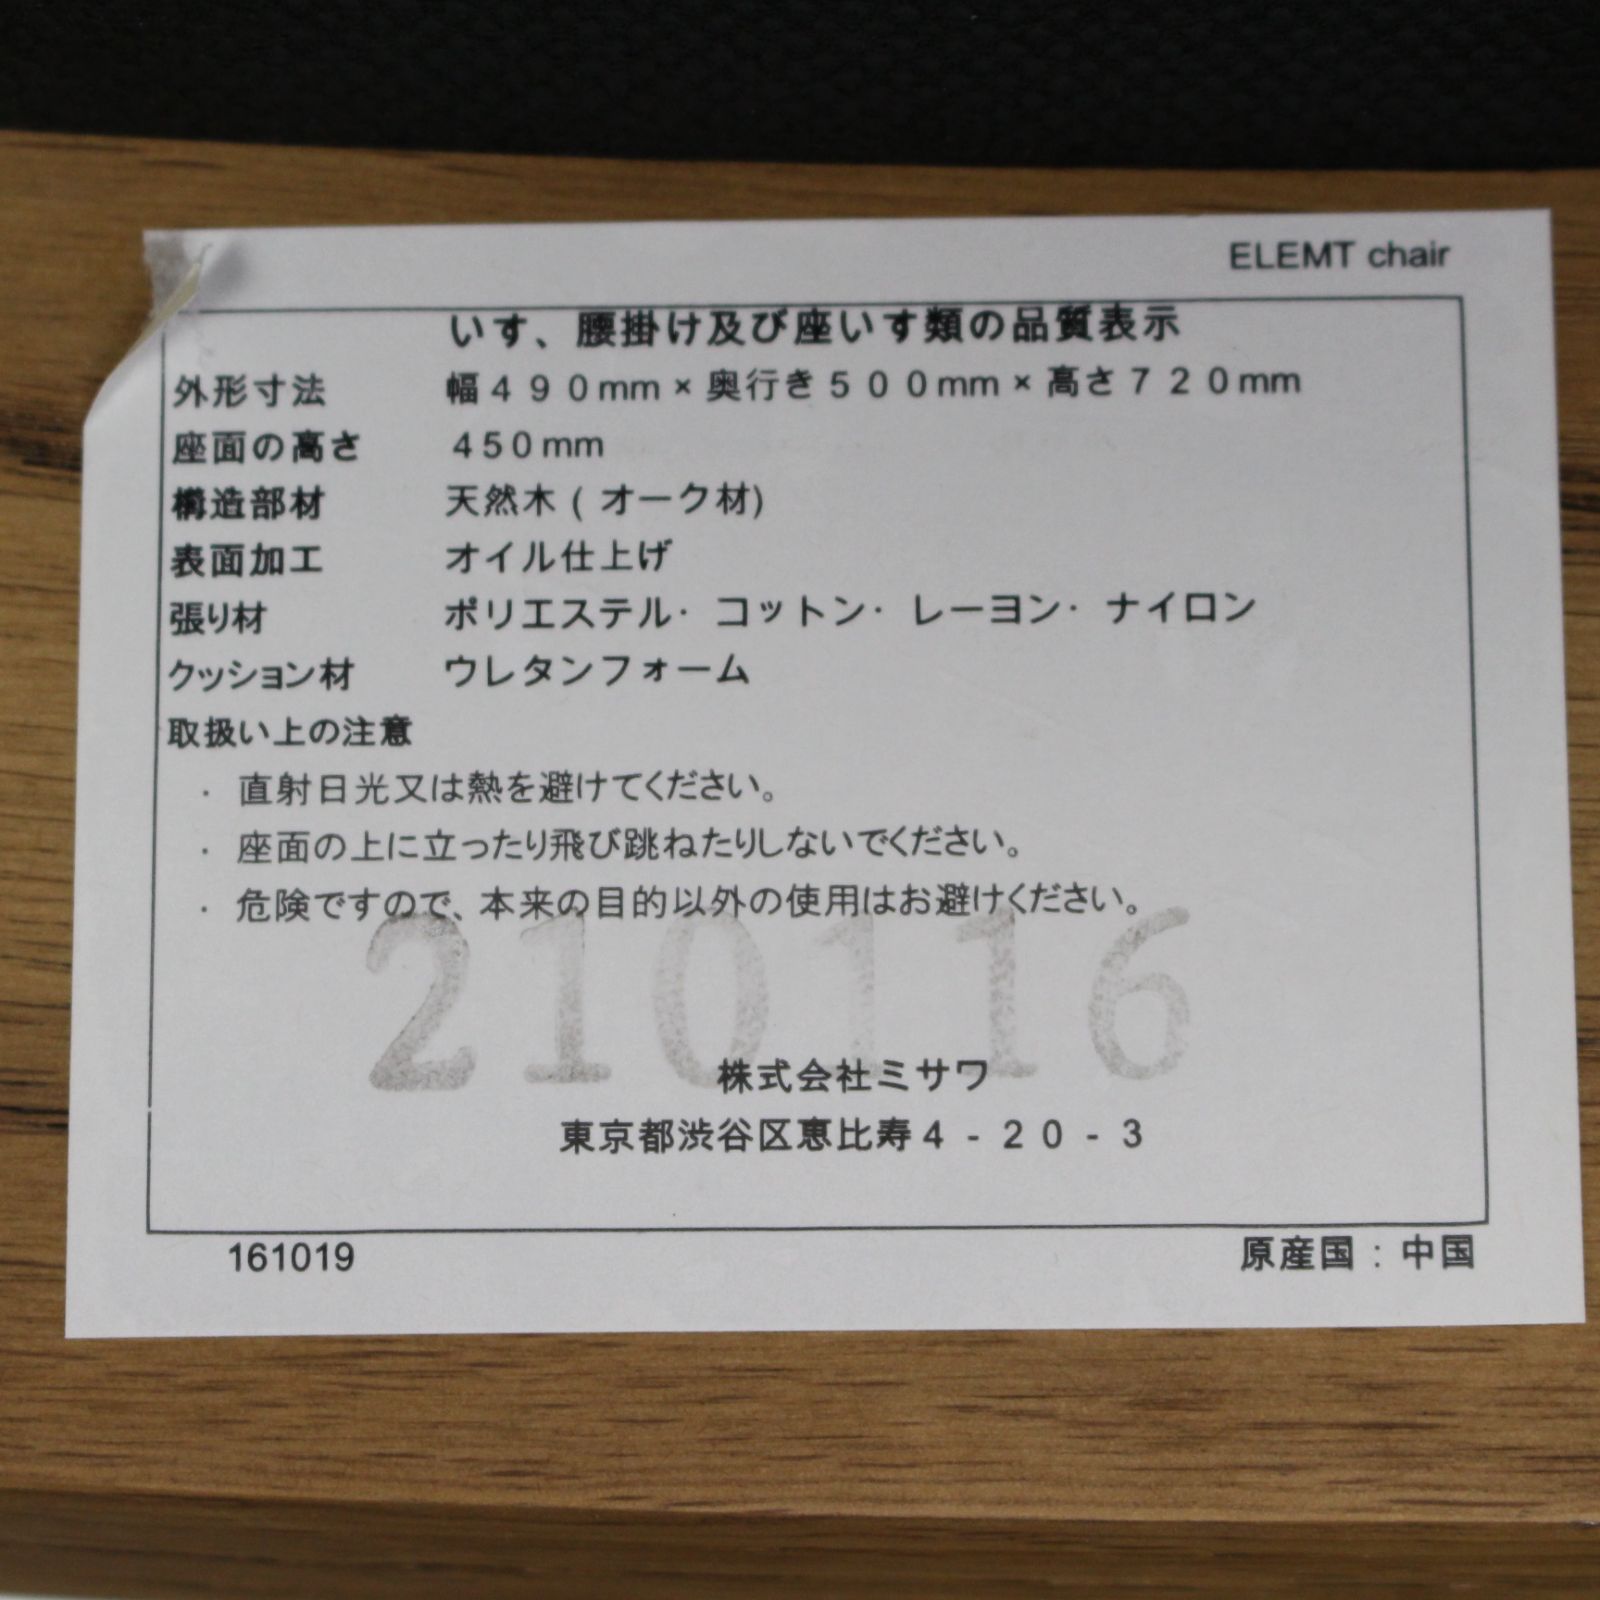 ELEMT chair
いす、腰掛け及び座いす類の品質表示
外形寸法 幅490mm×奥行き500mm×高さ720mm
座面の高さ 450mm
構造部材 天然木(オーク材)
表面加工 オイル仕上げ
張り材 ポリエステル・コットン・レーヨン・ナイロン
クッション材 ウレタンフォーム
取扱い上の注意
・直射日光又は熱を避けてください。
・座面の上に立ったり飛び跳ねたりしないでください。
・危険ですので、本来の目的以外の使用はお避けください。
210116
株式会社ミサワ
東京都渋谷区恵比寿4-20-3
161019
原産国:中国